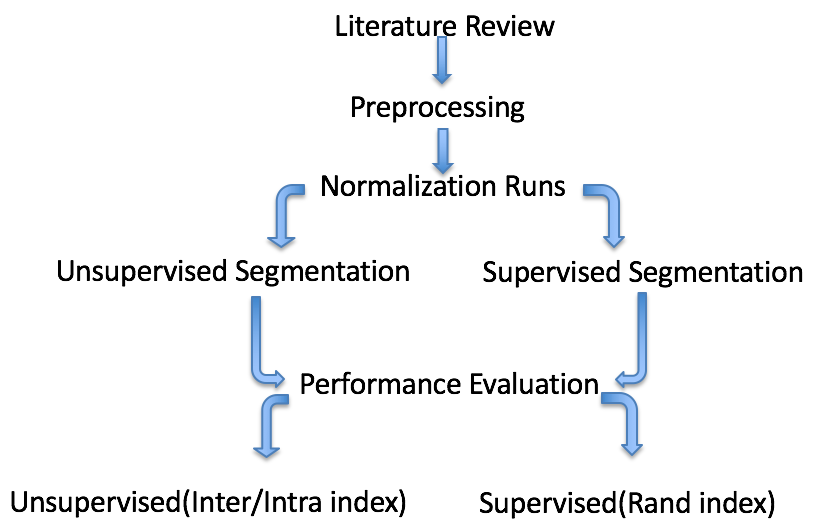 Literature Review
Preprocessing
Normalization Runs
Unsupervised Segmentation
Supervised Segmentation
Performance Evaluation
Unsupervised(Inter/Intra index)
Supervised(Rand index)